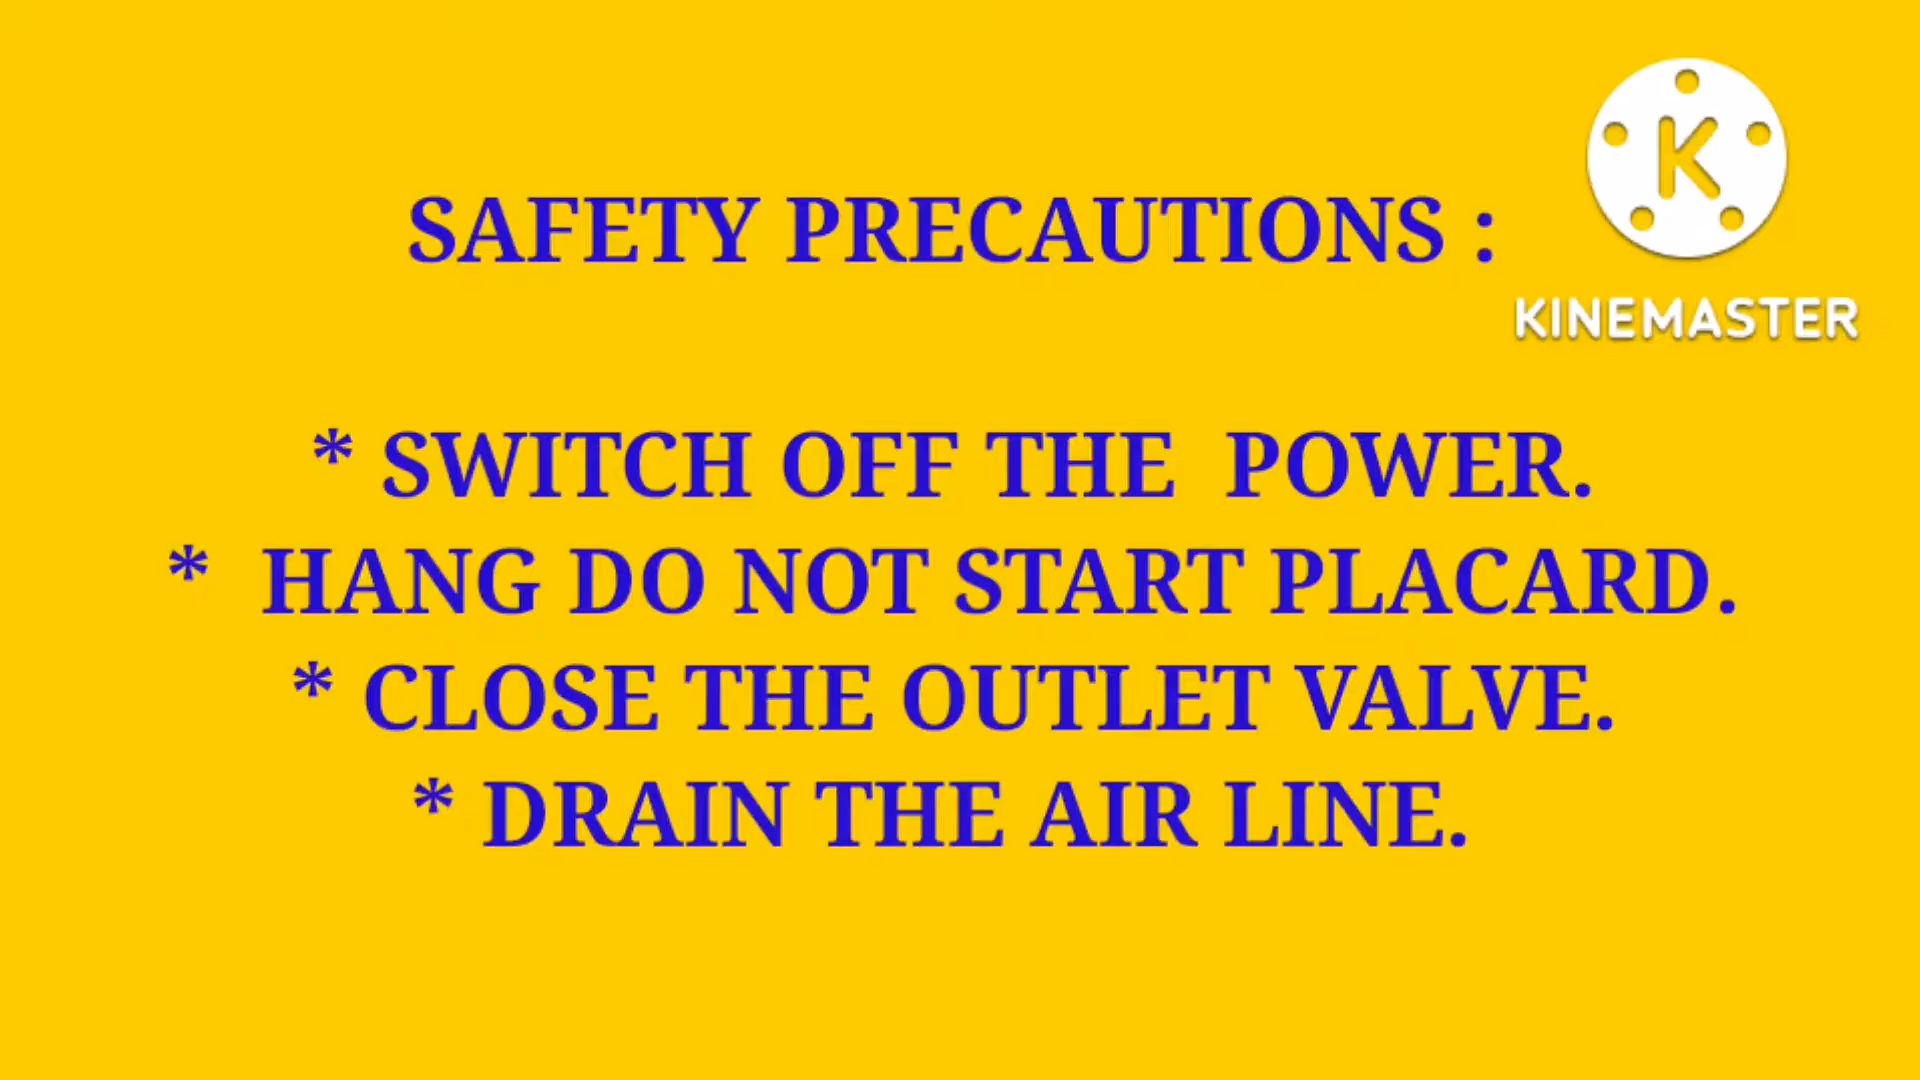 SAFETY PRECAUTIONS :
K
KINEMASTER
* SWITCH OFF THE  POWER.
*  HANG DO NOT START PLACARD.
* CLOSE THE OUTLET VALVE.
* DRAIN THE AIR LINE.